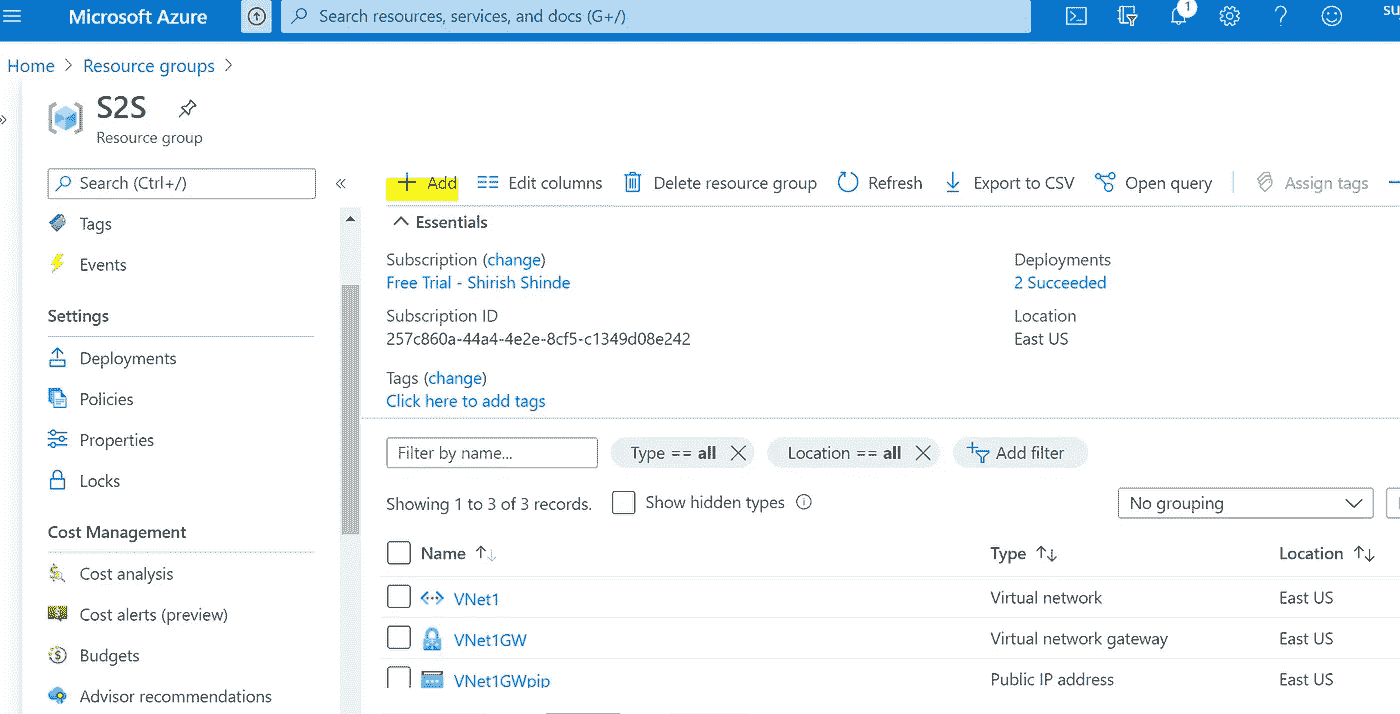 Microsoft Azure
Search resources, services, and docs (G+/)
1
Home > Resource groups >
S2S
Resource group
Search (Ctrl+/)
«
Tags
Events
Settings
Deployments
Policies
Properties
Locks
Cost Management
Cost analysis
Cost alerts (preview)
Budgets
Advisor recommendations
+ Add
Edit columns
Delete resource group
Refresh
Export to CSV
Open query
Assign tags
Essentials
Subscription (change)
Free Trial - Shirish Shinde
Subscription ID
257c860a-44a4-4e2e-8cf5-c1349d08e242
Tags (change)
Click here to add tags
Deployments
2 Succeeded
Location
East US
Filter by name...
Type == all
Location == all
Add filter
Showing 1 to 3 of 3 records.
Show hidden types
No grouping
Name Type Location
VNet1 Virtual network East US
VNet1GW Virtual network gateway East US
VNet1GWpip Public IP address East US